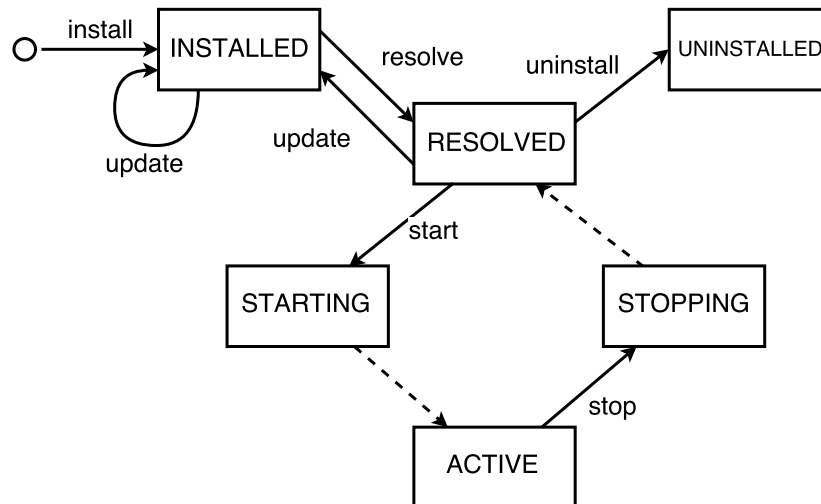 install
INSTALLED
resolve
UNINSTALLED
uninstall
update
update
RESOLVED
start
STARTING
STOPPING
stop
ACTIVE